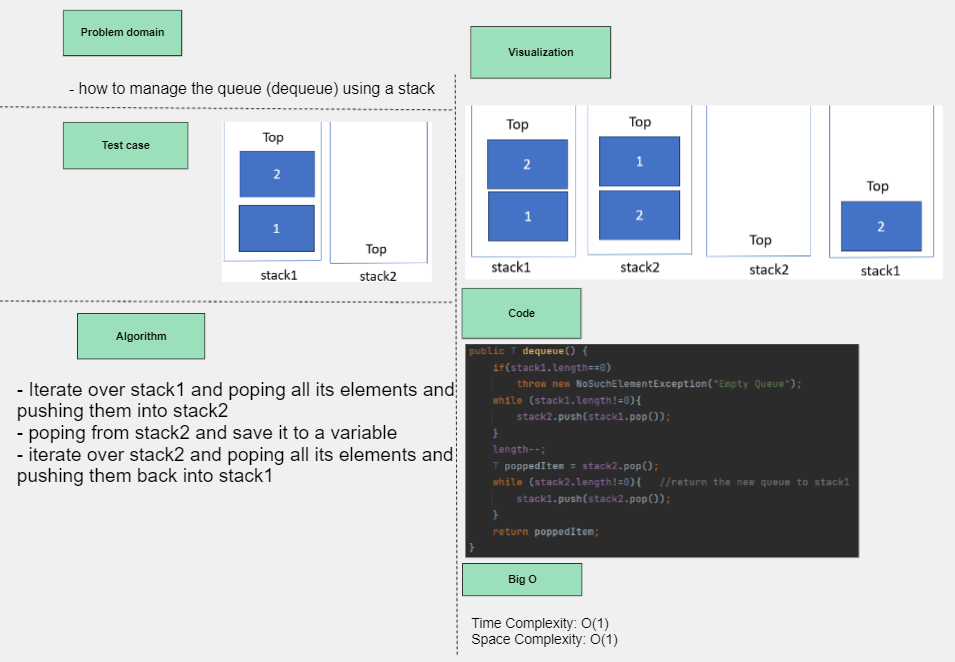 Problem domain
- how to manage the queue (dequeue) using a stack
Test case
Top
2
1
stack1
Top
stack2
Algorithm
- Iterate over stack1 and poping all its elements and
pushing them into stack2
- poping from stack2 and save it to a variable
- iterate over stack2 and poping all its elements and
pushing them back into stack1
Visualization
Top
2
1
stack1
Top
1
2
stack2
Top
stack2
Top
2
stack1
Code
public T dequeue() {
if(stack1.length==0)
throw new NoSuchElementException("Empty Queue");
while (stack1.length!=0){
stack2.push(stack1.pop());
}
length--;
T poppedItem = stack2.pop();
while (stack2.length!=0){ //return the new queue to stack1
stack1.push(stack2.pop());
}
return poppedItem;
}
Big O
Time Complexity: O(1)
Space Complexity: O(1)